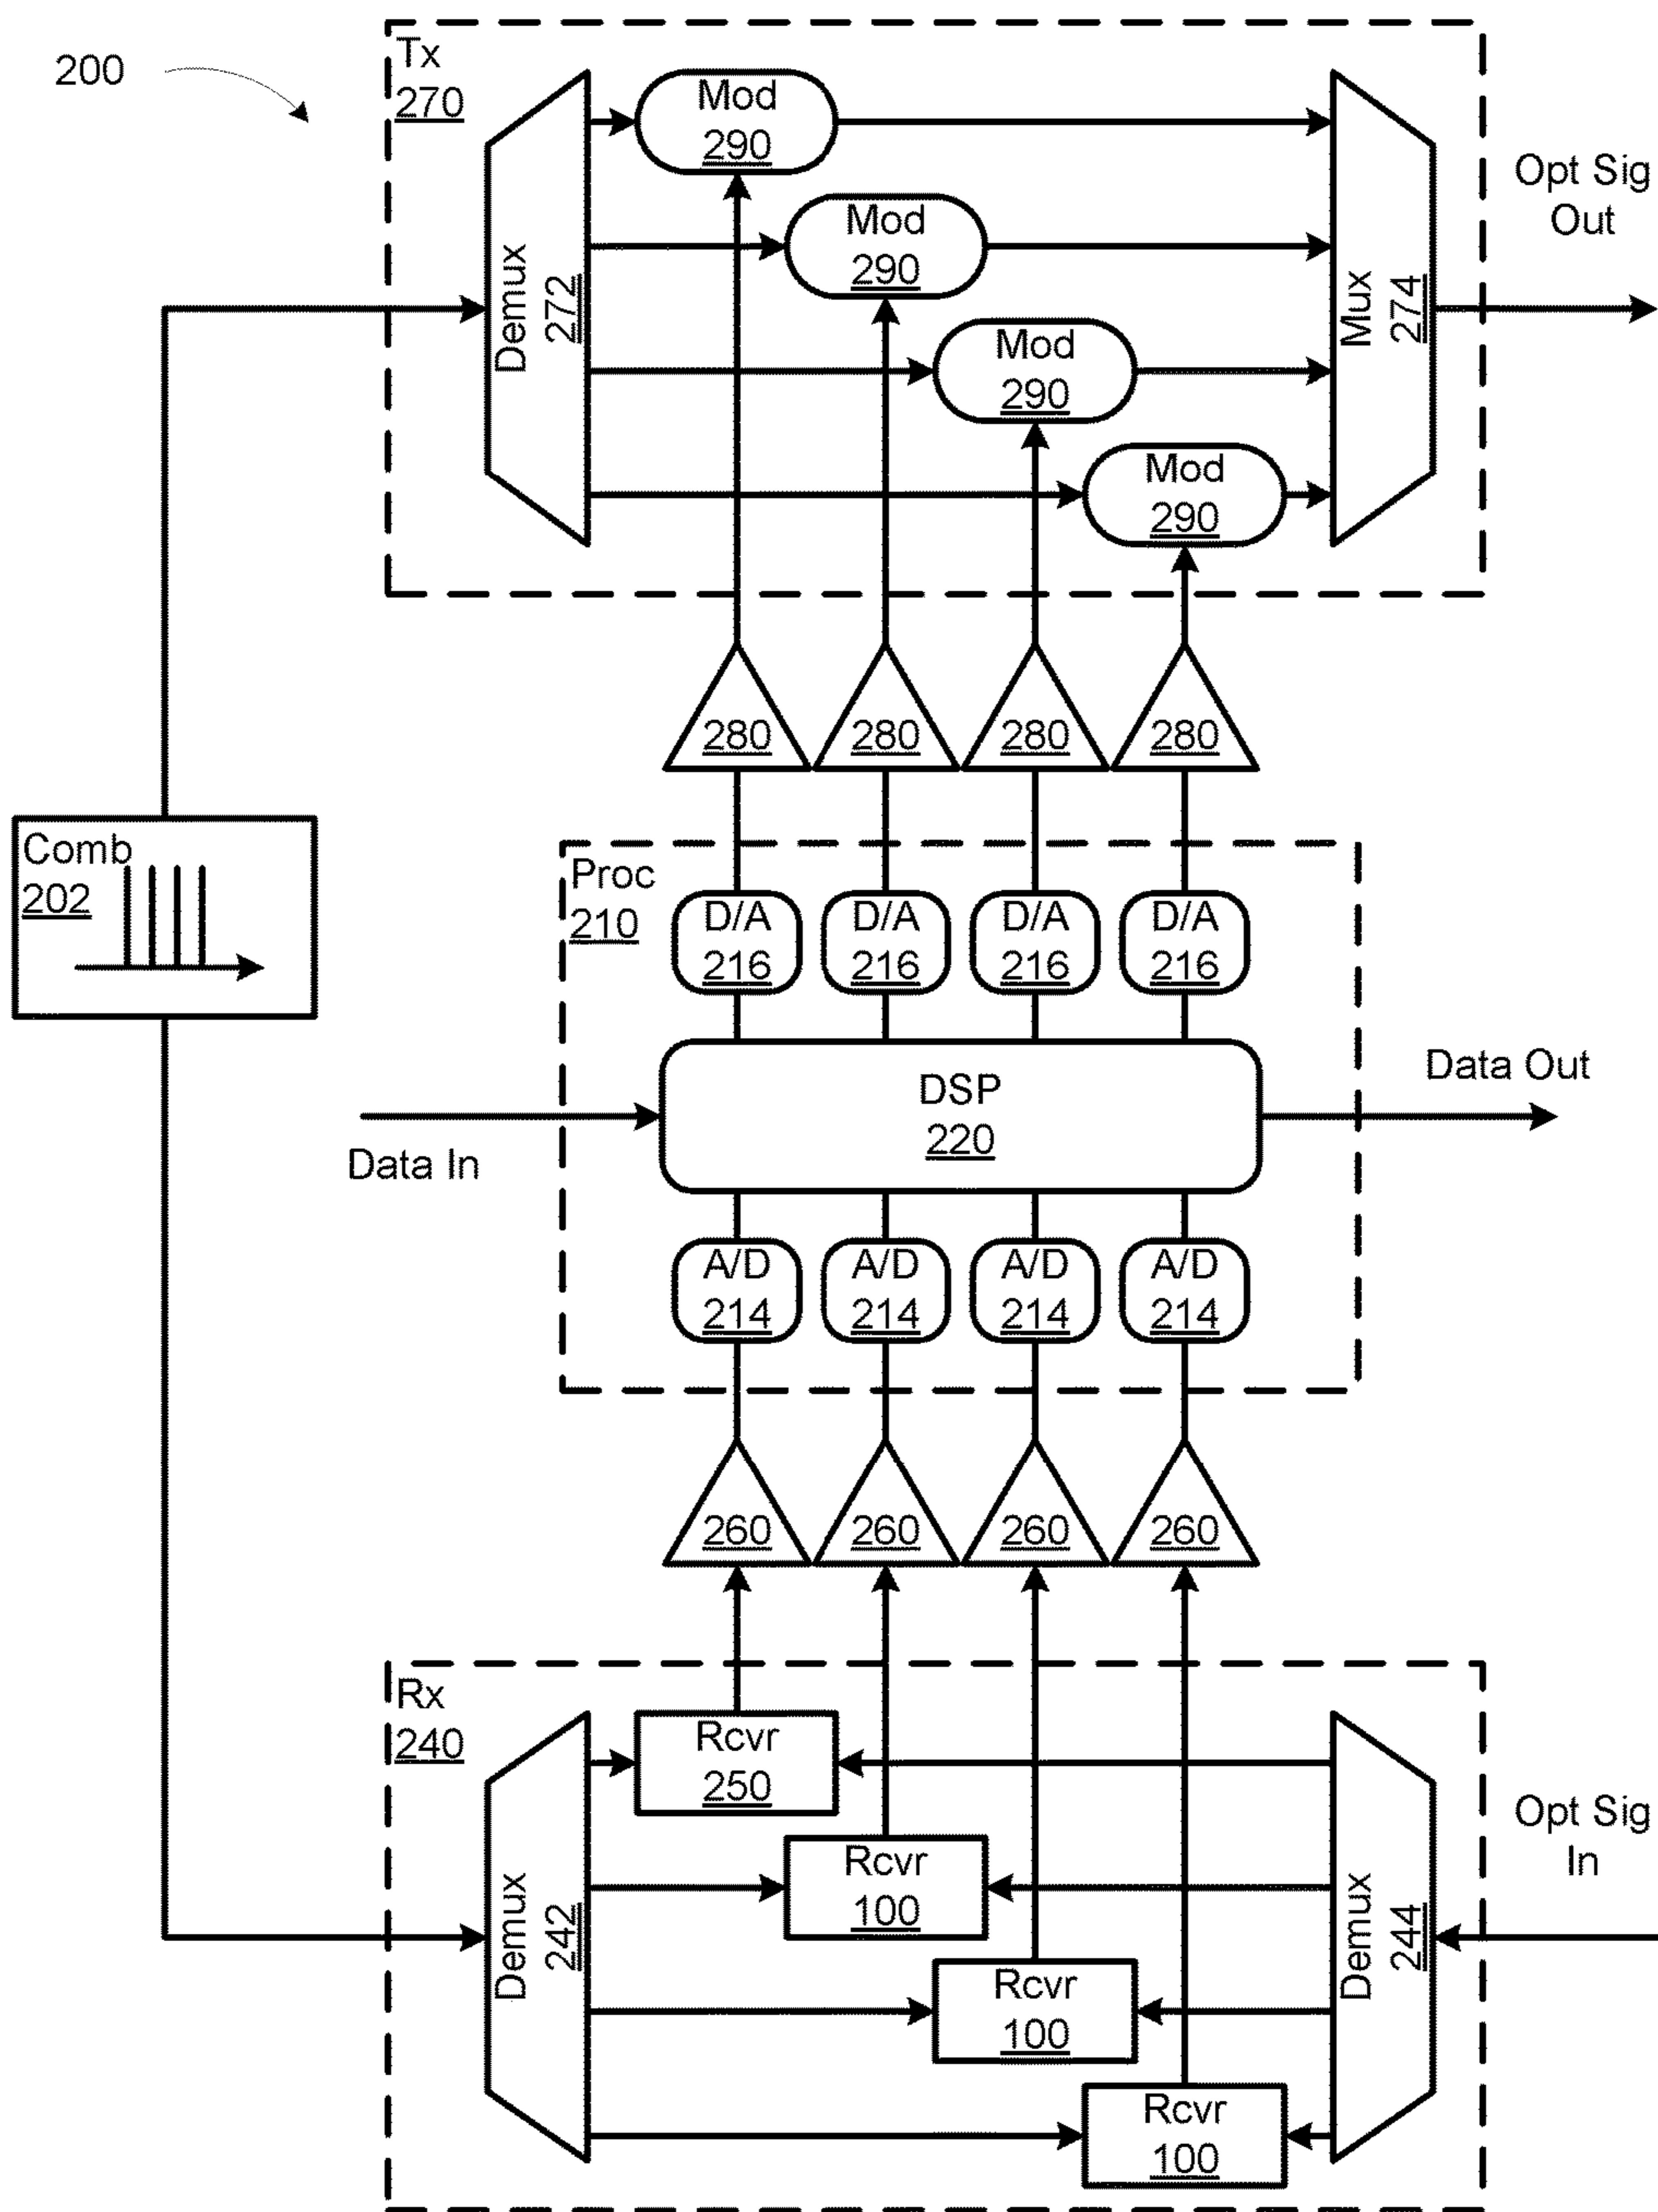 200
Tx
270
Demux
272
Mod
290
Mod
290
Mod
290
Mod
290
Mux
274
Opt Sig
Out
280
280
280
280
Comb
202
Proc
210
D/A
216
D/A
216
D/A
216
D/A
216
Data In
DSP
220
Data Out
A/D
214
A/D
214
A/D
214
A/D
214
260
260
260
260
Rx
240
Demux
242
Rcvr
250
Rcvr
100
Rcvr
100
Rcvr
100
Demux
244
Opt Sig
In